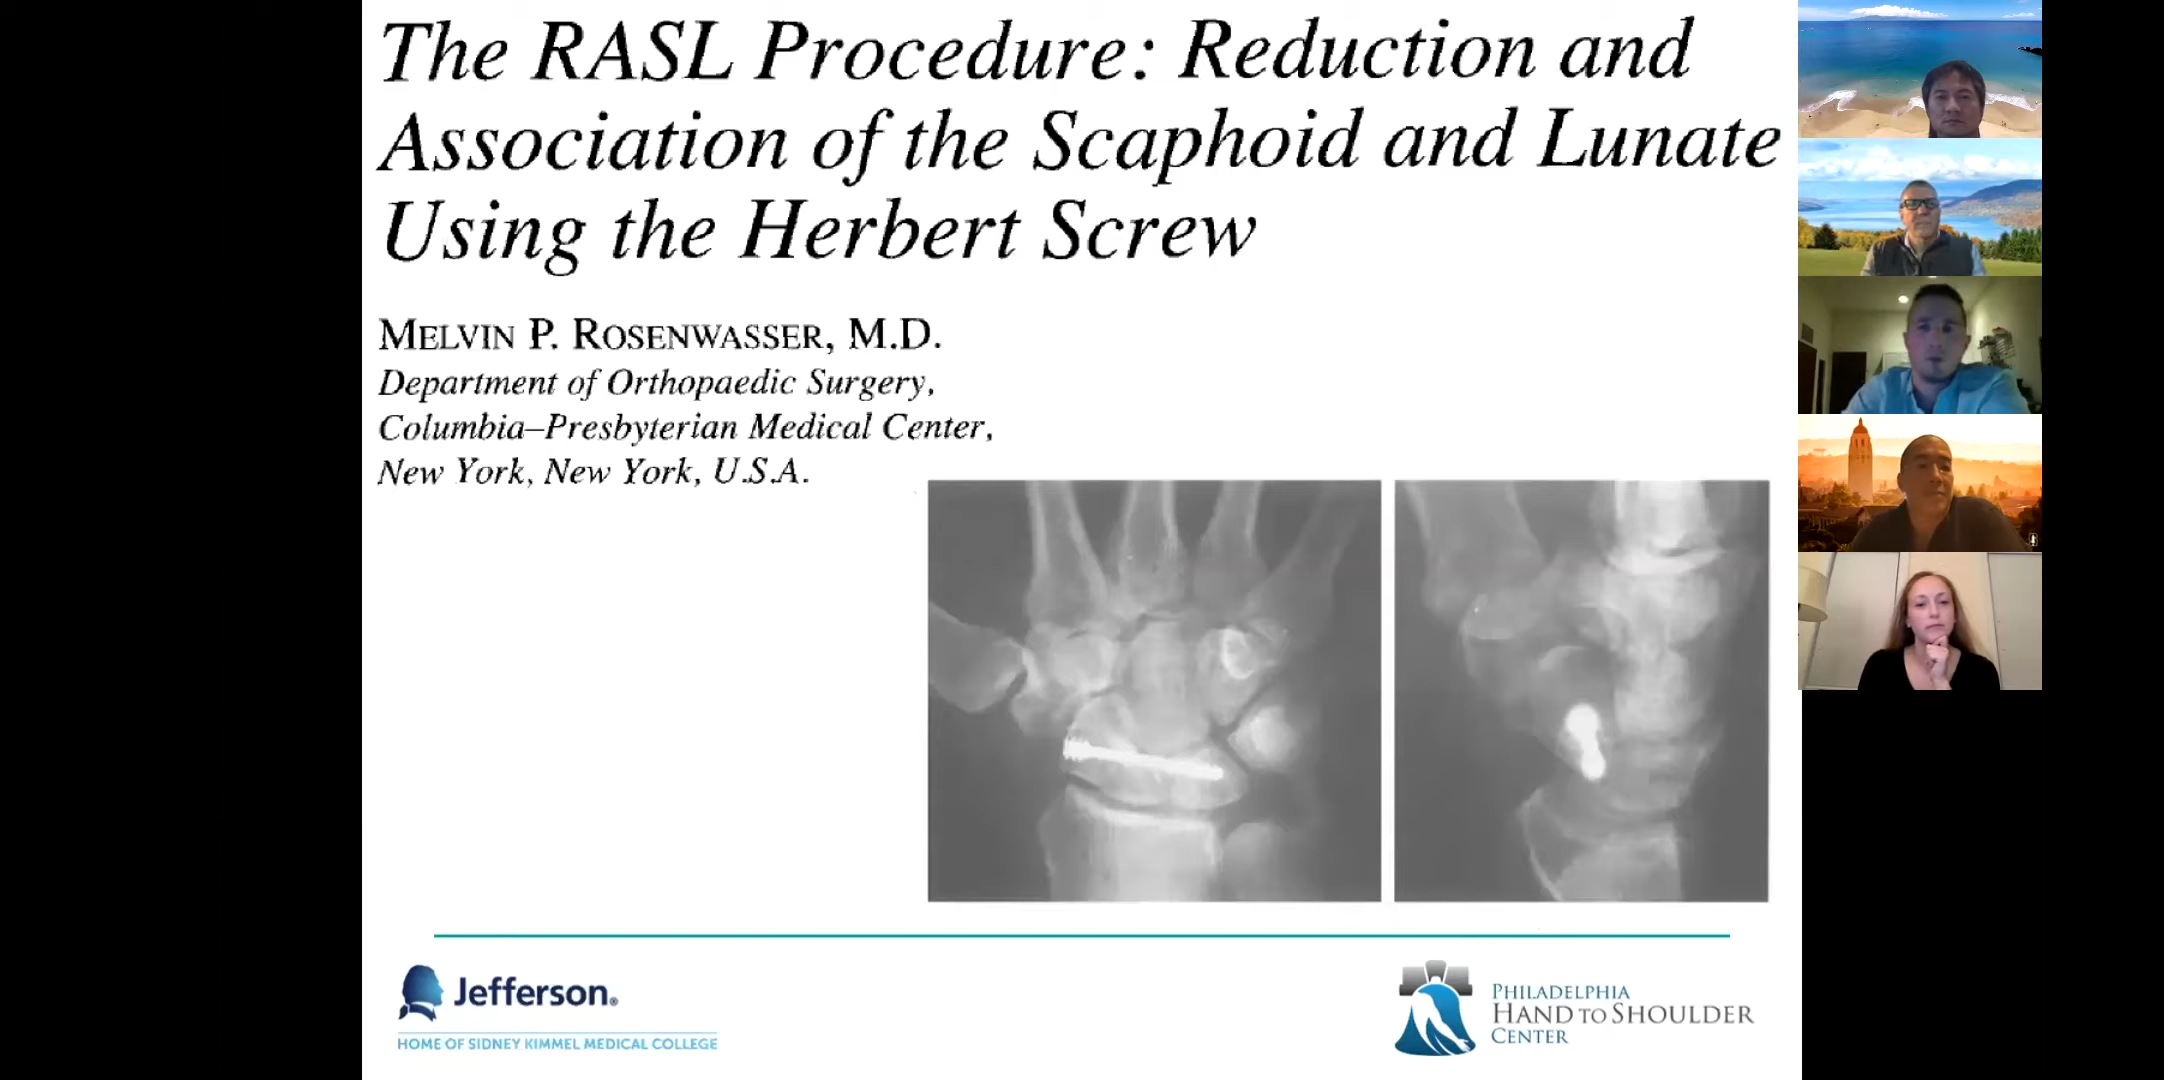 The RASL Procedure: Reduction and
Association of the Scaphoid and Lunate
Using the Herbert Screw
MELVIN P. ROSENWASSER, M.D.
Department of Orthopaedic Surgery,
Columbia–Presbyterian Medical Center,
New York, New York, U.S.A.
Jefferson®
HOME OF SIDNEY KIMMEL MEDICAL COLLEGE
PHILADELPHIA
HAND TO SHOULDER
CENTER